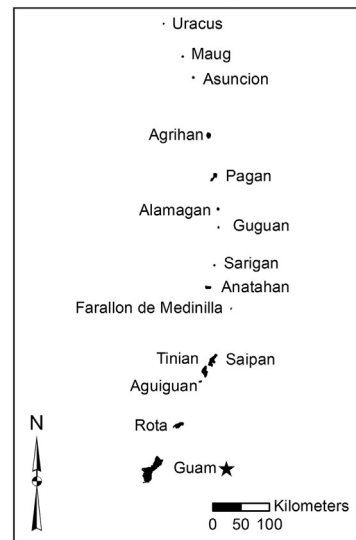 Uracus
Maug
Asuncion
Agrihan
Pagan
Alamagan
Guguan
Sarigan
Anatahan
Farallon de Medinilla
Tinian
Saipan
Aguiguan
N
Rota
Guam
Kilometers
0 50 100